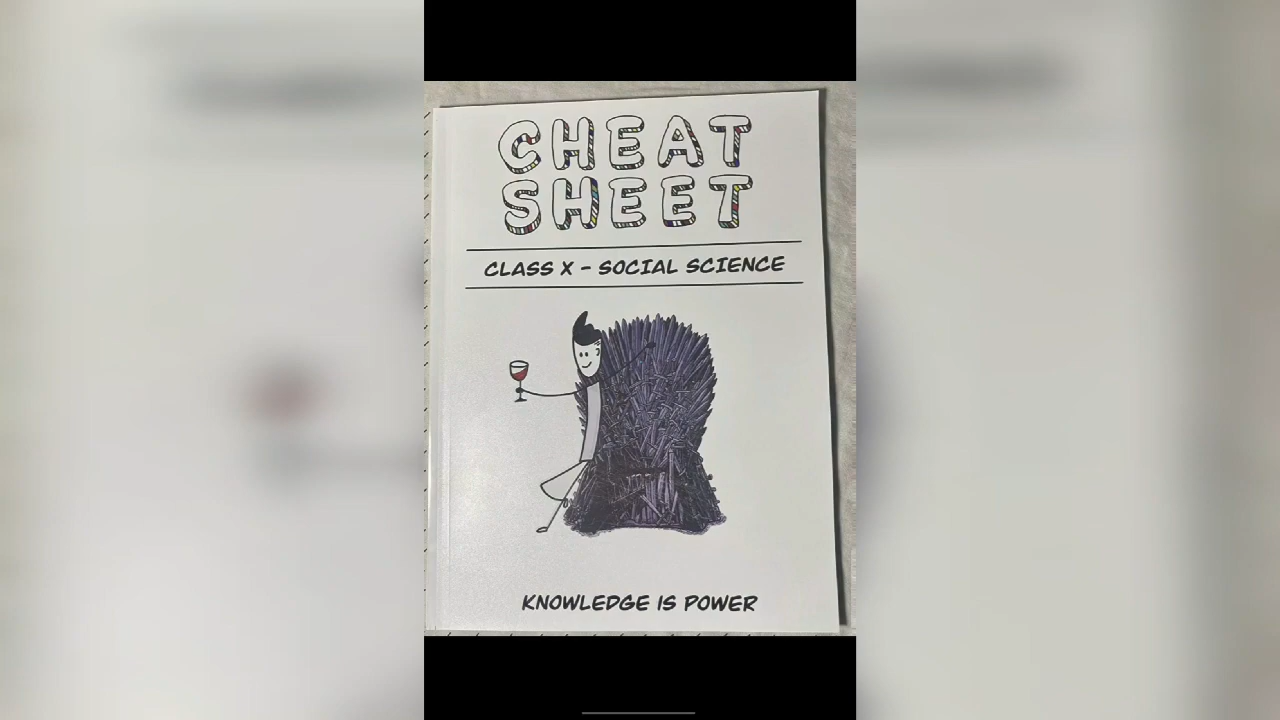 CHEAT
SHEET
CLASS X - SOCIAL SCIENCE
KNOWLEDGE IS POWER